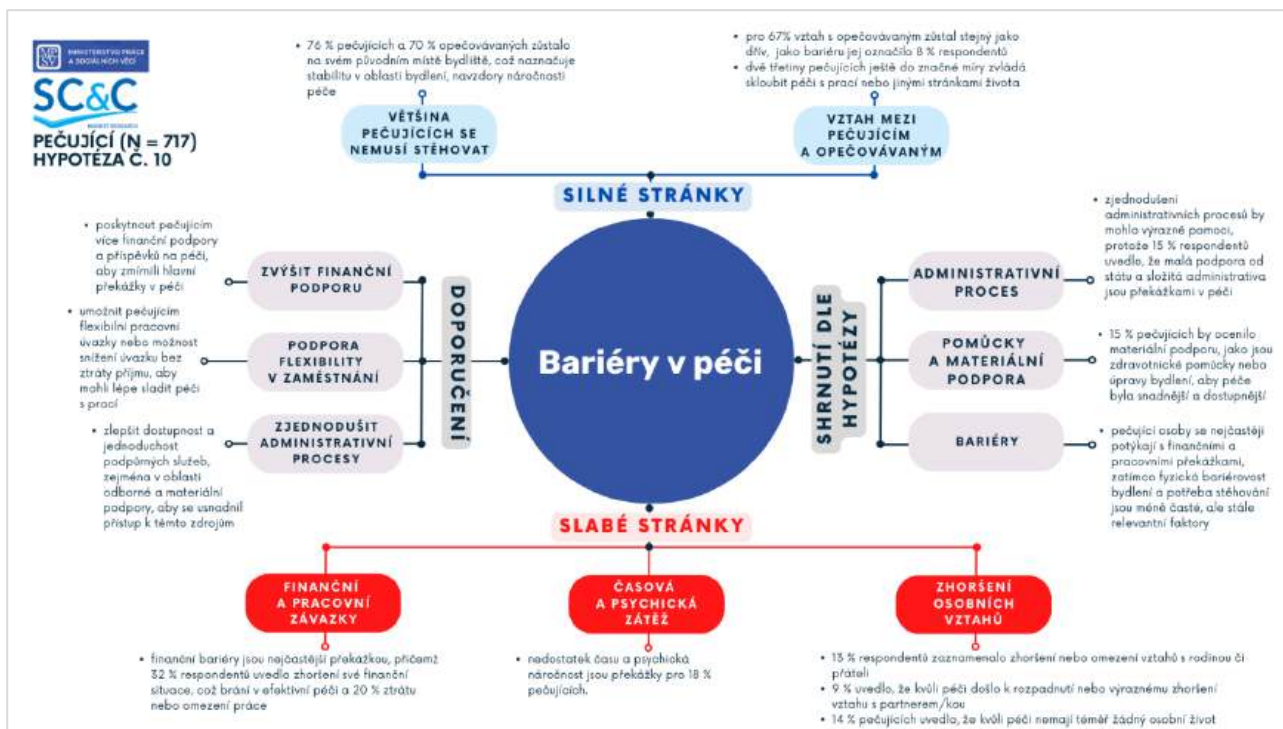 MINISTERSTVO PRÁCE
A SOCIÁLNÍCH VĚCÍ
SC&C
MARKET RESEARCH
PEČUJÍCÍ (N = 717)
HYPOTÉZA Č. 10
• 76 % pečujících a 70 % opečovávaných zůstalo
na svém původním místě bydliště, což naznačuje
stabilitu v oblasti bydlení, navzdory náročnosti
péče
VĚTŠINA
PEČUJÍCÍCH SE
NEMUSÍ STĚHOVAT
• pro 67% vztah s opečovávaným zůstal stejný jako
dřív, jako bariéru jej označilo 8 % respondentů
• dvě třetiny pečujících ještě do značné míry zvládá
skloubit péči s prací nebo jinými stránkami života
VZTAH MEZI
PEČUJÍCÍM
A OPEČOVÁVANÝM
SILNÉ STRÁNKY
• poskytnout pečujícím
více finanční podpory
a příspěvků na péči,
aby zmírnili hlavní
překážky v péči
ZVÝŠIT FINANČNÍ
PODPORU
• umožnit pečujícím
flexibilní pracovní
úvazky nebo možnost
snížení úvazku bez
ztráty příjmu, aby
mohli lépe sladit péči
s prací
PODPORA
FLEXIBILITY
V ZAMĚSTNÁNÍ
• zlepšit dostupnost a
jednoduchost
podpůrných služeb,
zejména v oblasti
odborné a materiální
podpory, aby se usnadnil
přístup k těmto zdrojům
ZJEDNODUŠIT
ADMINISTRATIVNÍ
PROCESY
DOPORUČENÍ
Bariéry v péči
SHRNUTÍ DLE
HYPOTÉZY
ADMINISTRATIVNÍ
PROCES
• zjednodušení
administrativních procesů by
mohla výrazně pomoci,
protože 15 % respondentů
uvedlo, že malá podpora od
státu a složitá administrativa
jsou překážkami v péči
POMŮCKY
A MATERIÁLNÍ
PODPORA
• 15 % pečujících by ocenilo
materiální podporu, jako jsou
zdravotnické pomůcky nebo
úpravy bydlení, aby péče
byla snadnější a dostupnější
BARIÉRY
• pečující osoby se nejčastěji
potýkají s finančními a
pracovními překážkami,
zatímco fyzická bariérovost
bydlení a potřeba stěhování
jsou méně časté, ale stále
relevantní faktory
SLABÉ STRÁNKY
FINANČNÍ
A PRACOVNÍ
ZÁVAZKY
• finanční bariéry jsou nejčastější překážkou, přičemž
32 % respondentů uvedlo zhoršení své finanční
situace, což brání v efektivní péči a 20 % ztrátu
nebo omezení práce
ČASOVÁ
A PSYCHICKÁ
ZÁTĚŽ
• nedostatek času a psychická
náročnost jsou překážky pro 18 %
pečujících.
ZHORŠENÍ
OSOBNÍCH
VZTAHŮ
• 13 % respondentů zaznamenalo zhoršení nebo omezení vztahů s rodinou či
přáteli
• 9 % uvedlo, že kvůli péči došlo k rozpadnutí nebo výraznému zhoršení
vztahu s partnerem/kou
• 14 % pečujících uvedlo, že kvůli péči nemají téměř žádný osobní život